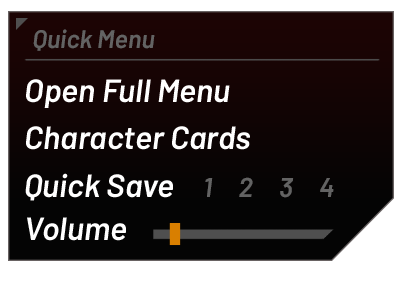 Quick Menu
Open Full Menu
Character Cards
Quick Save 1 2 3 4
Volume